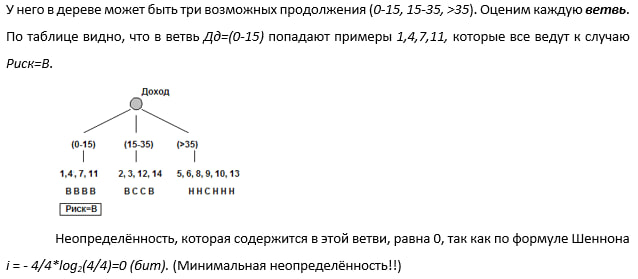 У него в дереве может быть три возможных продолжения (0-15, 15-35, >35). Оценим каждую ветвь.
По таблице видно, что в ветвь Дд=(0-15) попадают примеры 1,4,7,11, которые все ведут к случаю
Риск=В.
Доход
(0-15) (15-35) (>35)
1,4, 7, 11 2, 3, 12, 14 5, 6, 8, 9, 10, 13
В В В В В С С В Н Н С Н Н Н
Риск=В
Неопределённость, которая содержится в этой ветви, равна 0, так как по формуле Шеннона
i = - 4/4*log₂(4/4)=0 (бит). (Минимальная неопределённость!!)